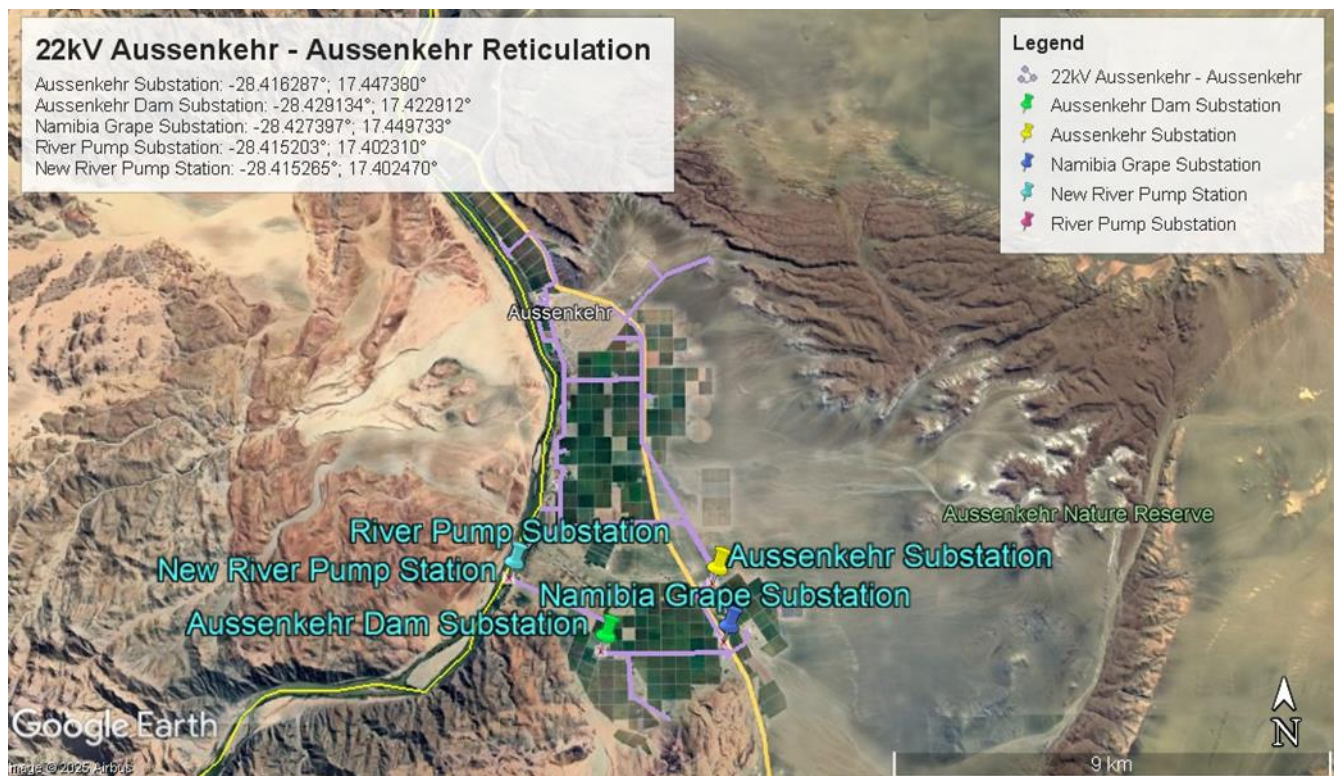 22kV Aussenkehr - Aussenkehr Reticulation
Aussenkehr Substation: -28.416287°; 17.447380°
Aussenkehr Dam Substation: -28.429134°; 17.422912°
Namibia Grape Substation: -28.427397°; 17.449733°
River Pump Substation: -28.415203°; 17.402310°
New River Pump Station: -28.415265°; 17.402470°
Legend
22kV Aussenkehr - Aussenkehr
Aussenkehr Dam Substation
Aussenkehr Substation
Namibia Grape Substation
New River Pump Station
River Pump Substation
Aussenkehr
Aussenkehr Nature Reserve
River Pump Substation
Aussenkehr Substation
New River Pump Station
Namibia Grape Substation
Aussenkehr Dam Substation
Google Earth
Image © 2025 Airbus
N
9 km